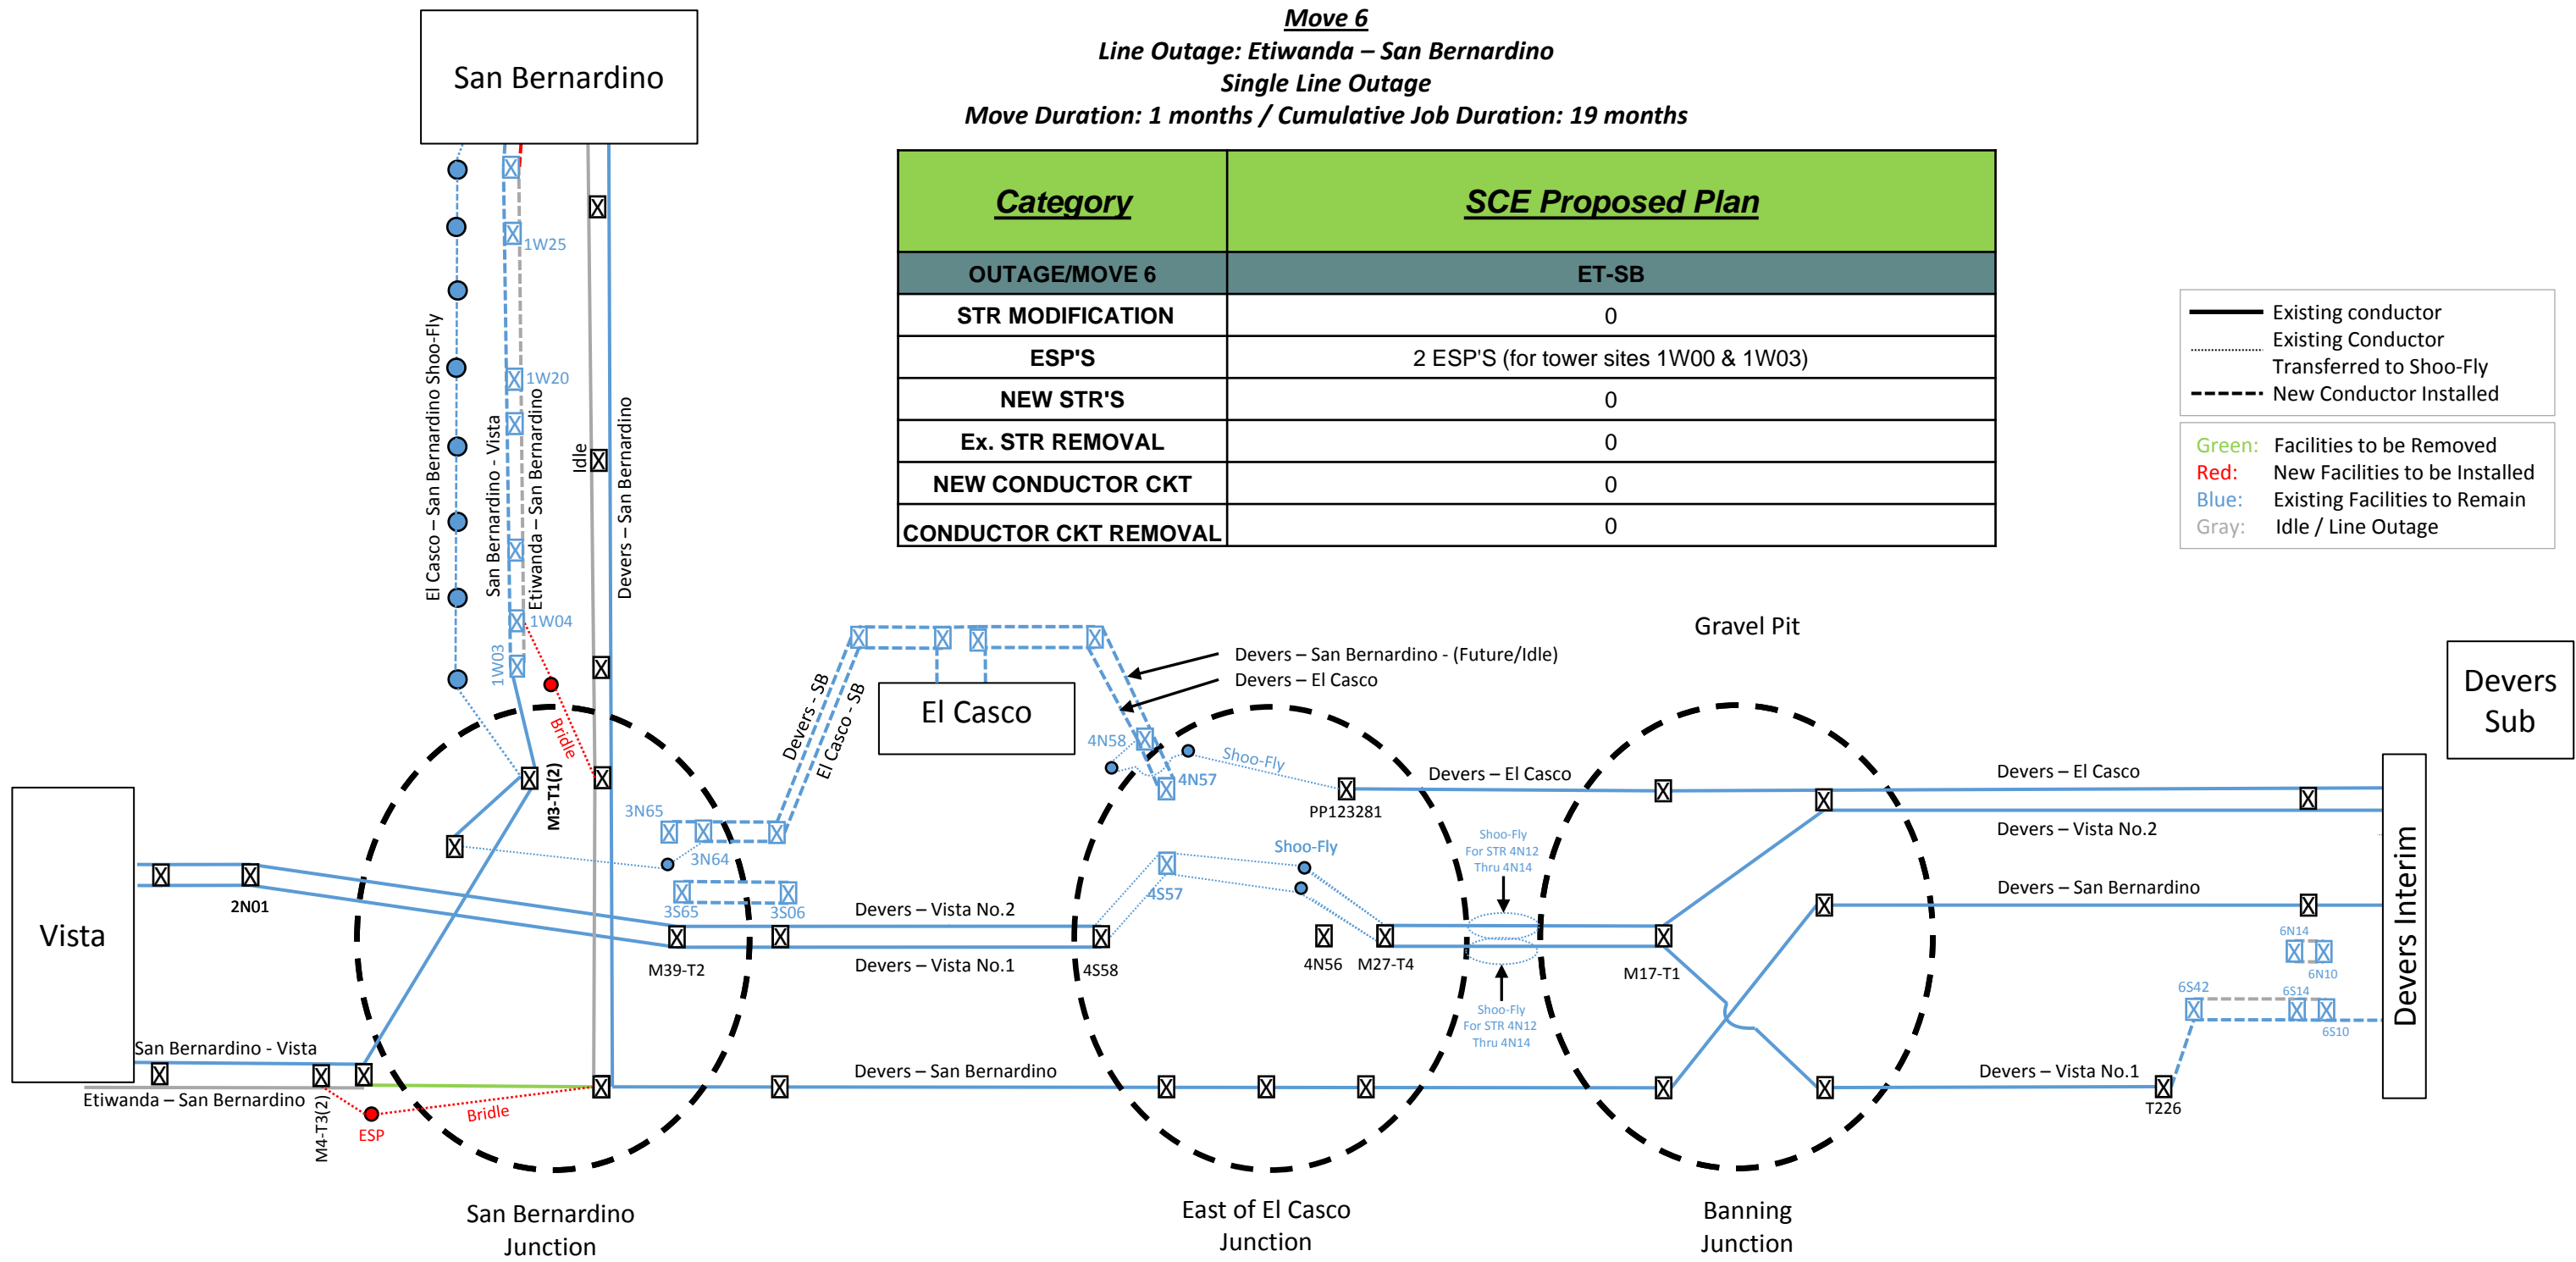 Move 6
Line Outage: Etiwanda – San Bernardino
Single Line Outage
Move Duration: 1 months / Cumulative Job Duration: 19 months
Category
SCE Proposed Plan
OUTAGE/MOVE 6
ET-SB
STR MODIFICATION
0
ESP'S
2 ESP'S (for tower sites 1W00 & 1W03)
NEW STR'S
0
Ex. STR REMOVAL
0
NEW CONDUCTOR CKT
0
CONDUCTOR CKT REMOVAL
0
Existing conductor
Existing Conductor
Transferred to Shoo-Fly
New Conductor Installed
Green: Facilities to be Removed
Red: New Facilities to be Installed
Blue: Existing Facilities to Remain
Gray: Idle / Line Outage
San Bernardino
1W25
1W20
El Casco – San Bernardino Shoo-Fly
San Bernardino - Vista
Etiwanda – San Bernardino
Idle
Devers – San Bernardino
1W04
1W03
Bridle
M3-T1(2)
Devers - SB
El Casco - SB
El Casco
Devers – San Bernardino - (Future/Idle)
Devers – El Casco
Gravel Pit
Devers
Sub
4N58
4N57
Shoo-Fly
PP123281
Devers – El Casco
Devers – El Casco
Devers – Vista No.2
3N65
3N64
3S65
3S06
Vista
2N01
M39-T2
Devers – Vista No.2
Devers – Vista No.1
4S58
4S57
Shoo-Fly
4N56
M27-T4
Shoo-Fly
For STR 4N12
Thru 4N14
Shoo-Fly
For STR 4N12
Thru 4N14
M17-T1
Devers – San Bernardino
6N14
6N10
6S42
6S14
6S10
Devers Interim
San Bernardino - Vista
Etiwanda – San Bernardino
M4-T3(2)
ESP
Bridle
Devers – San Bernardino
Devers – Vista No.1
T226
San Bernardino
Junction
East of El Casco
Junction
Banning
Junction